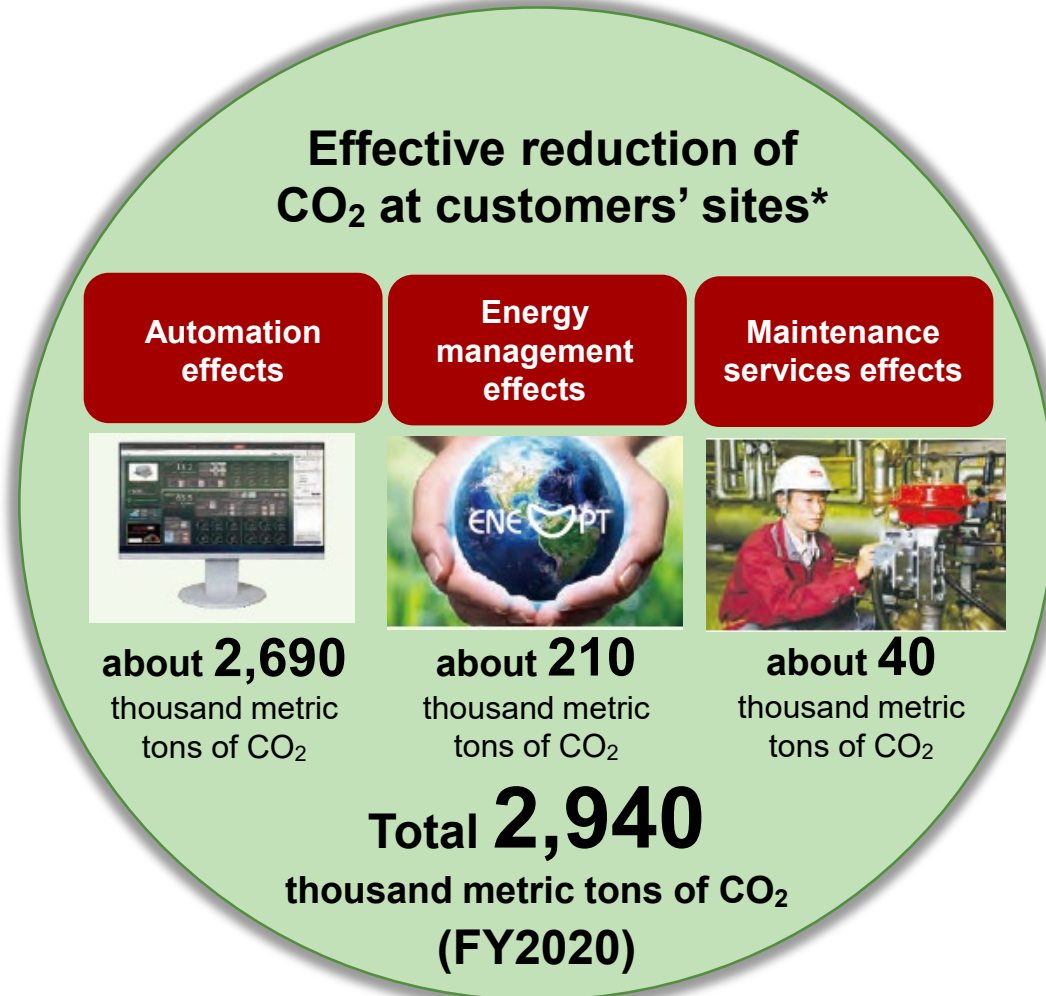 Effective reduction of
CO₂ at customers’ sites*
Automation
effects
Energy
management
effects
Maintenance
services effects
ENE OPT
about 2,690
thousand metric
tons of CO₂
about 210
thousand metric
tons of CO₂
about 40
thousand metric
tons of CO₂
Total 2,940
thousand metric tons of CO₂
(FY2020)